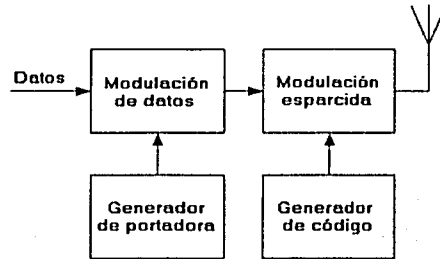 Datos
Modulación
de datos
Modulación
esparcida
Generador
de portadora
Generador
de código